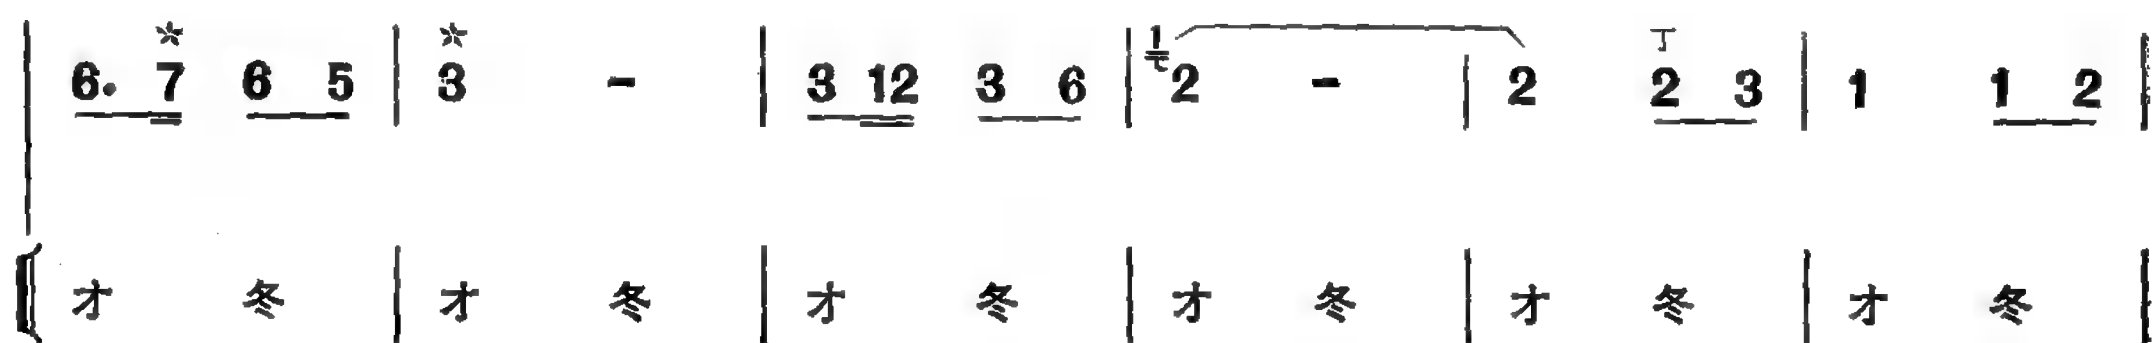 6. 7 6 5 | 3 - | 3 12 3 6 | 1 2 - | 2 2 3 | 1 1 2 |
才 冬 | 才 冬 | 才 冬 | 才 冬 | 才 冬 | 才 冬 |